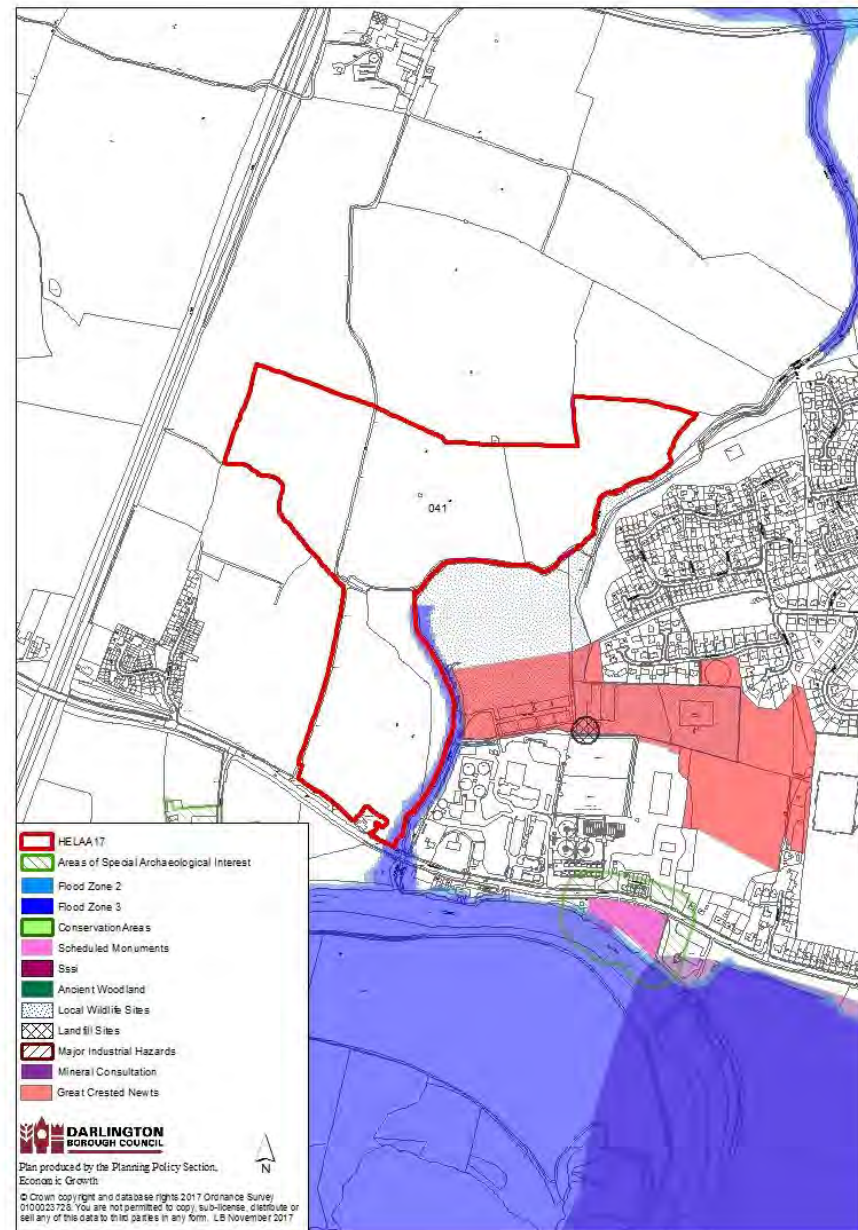 041
HELAA17
Areas of Special Archaeological Interest
Flood Zone 2
Flood Zone 3
Conservation Areas
Scheduled Monuments
Sssi
Ancient Woodland
Local Wildlife Sites
Landfill Sites
Major Industrial Hazards
Mineral Consultation
Great Crested Newts
DARLINGTON
BOROUGH COUNCIL
Plan produced by the Planning Policy Section,
Economic Growth
N
© Crown copyright and database rights 2017 Ordnance Survey
0100023728. You are not permitted to copy, sub-license, distribute or
sell any of this data to third parties in any form. LB November 2017